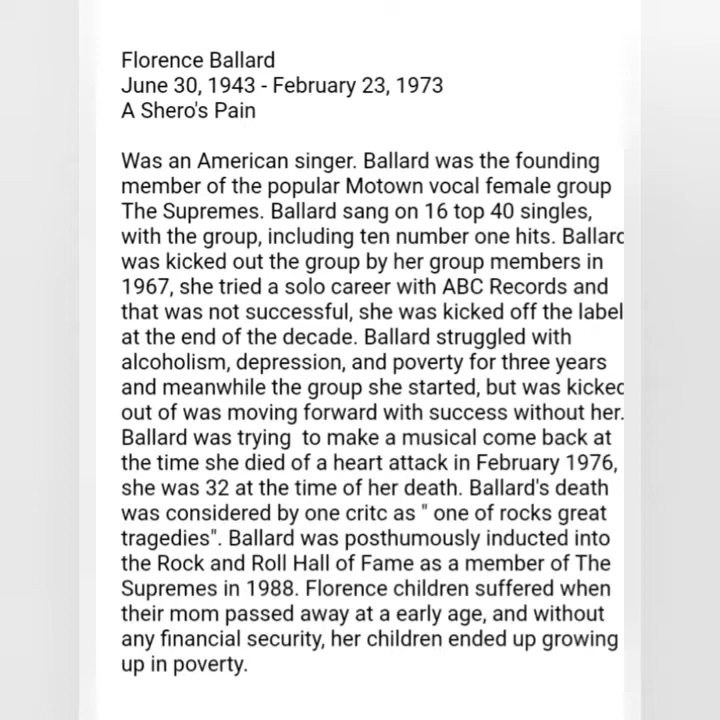 Florence Ballard
June 30, 1943 - February 23, 1973
A Shero's Pain
Was an American singer. Ballard was the founding
member of the popular Motown vocal female group
The Supremes. Ballard sang on 16 top 40 singles,
with the group, including ten number one hits. Ballard
was kicked out the group by her group members in
1967, she tried a solo career with ABC Records and
that was not successful, she was kicked off the label
at the end of the decade. Ballard struggled with
alcoholism, depression, and poverty for three years
and meanwhile the group she started, but was kicked
out of was moving forward with success without her.
Ballard was trying  to make a musical come back at
the time she died of a heart attack in February 1976,
she was 32 at the time of her death. Ballard's death
was considered by one critc as " one of rocks great
tragedies". Ballard was posthumously inducted into
the Rock and Roll Hall of Fame as a member of The
Supremes in 1988. Florence children suffered when
their mom passed away at a early age, and without
any financial security, her children ended up growing
up in poverty.